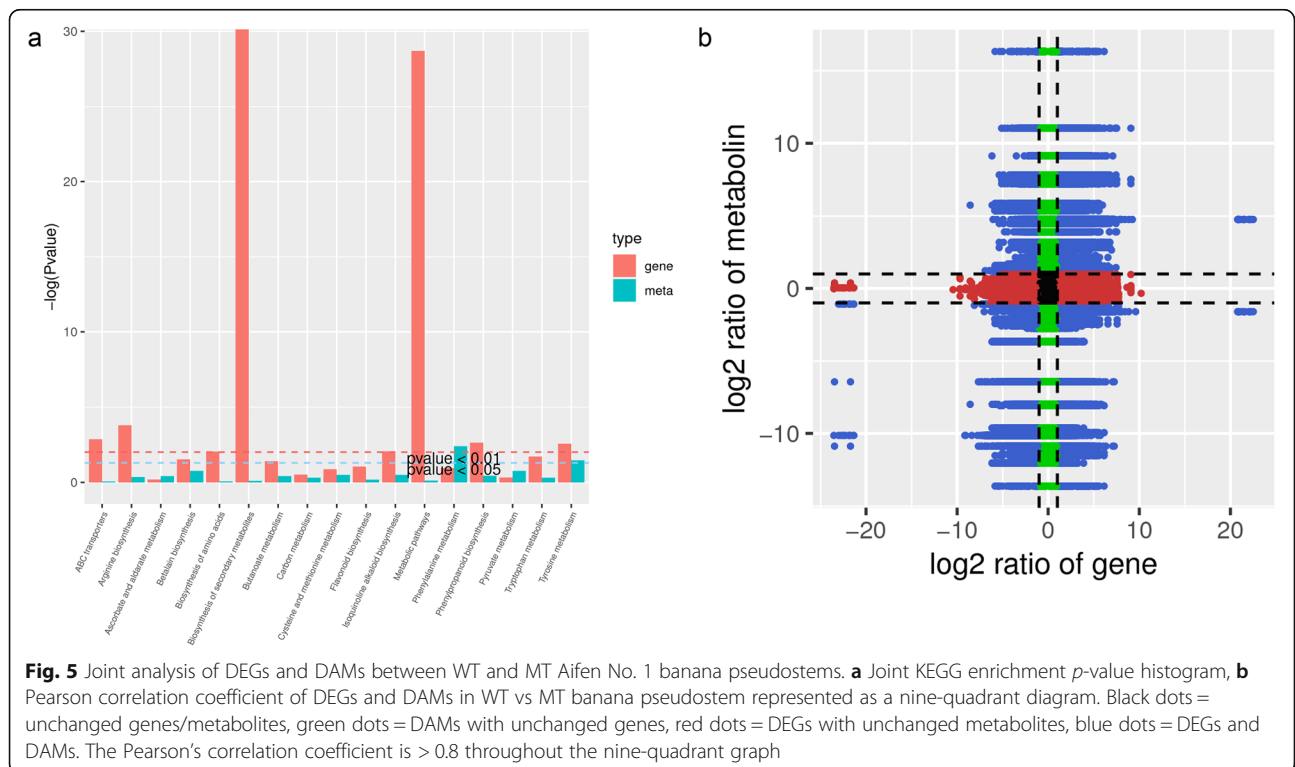 a
30
20
10
0
-log(Pvalue)
pvalue < 0.01
pvalue < 0.05
ABC transporters
Arginine biosynthesis
Ascorbate and aldarate metabolism
Betalain biosynthesis
Biosynthesis of amino acids
Biosynthesis of secondary metabolites
Butanoate metabolism
Carbon metabolism
Cysteine and methionine metabolism
Flavonoid biosynthesis
Isoquinoline alkaloid biosynthesis
Metabolic pathways
Phenylalanine metabolism
Phenylpropanoid biosynthesis
Pyruvate metabolism
Tryptophan metabolism
Tyrosine metabolism
type
gene
meta
b
log2 ratio of metabolin
10
0
−10
−20
−10
0
10
20
log2 ratio of gene
Fig. 5 Joint analysis of DEGs and DAMs between WT and MT Aifen No. 1 banana pseudostems. a Joint KEGG enrichment p-value histogram, b
Pearson correlation coefficient of DEGs and DAMs in WT vs MT banana pseudostem represented as a nine-quadrant diagram. Black dots =
unchanged genes/metabolites, green dots = DAMs with unchanged genes, red dots = DEGs with unchanged metabolites, blue dots = DEGs and
DAMs. The Pearson's correlation coefficient is > 0.8 throughout the nine-quadrant graph